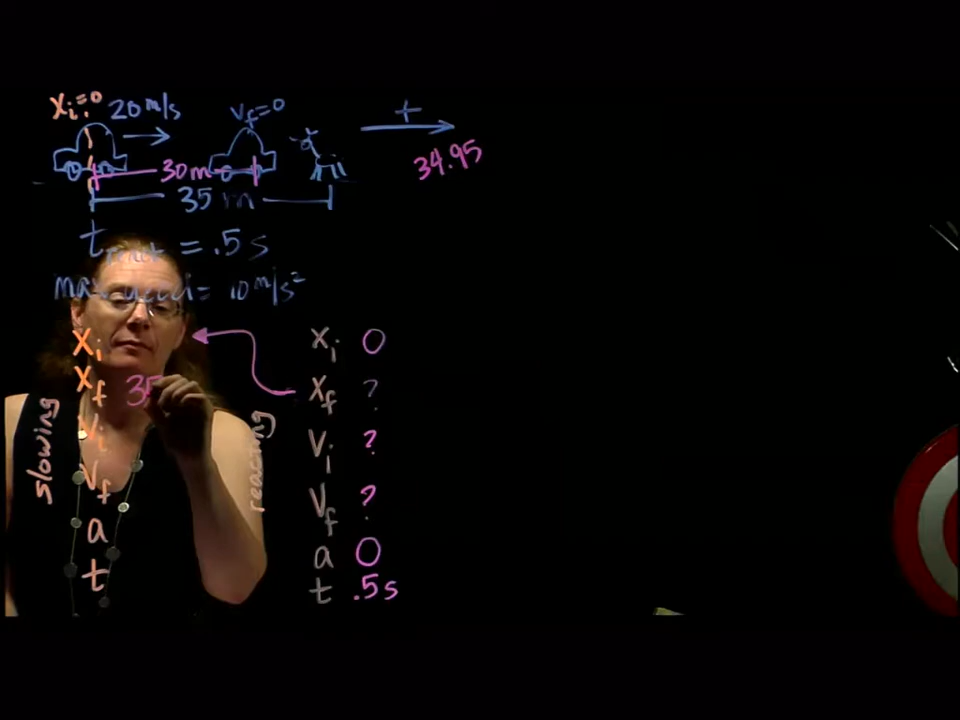 xi=0 20 m/s vf=0 +
30m 34.95
35 m
t = .5 s
max = 10 m/s²
xi xi 0
xf 35 xf ?
vi vi ?
vf vf ?
a a 0
t t .5s
slowing
reacting